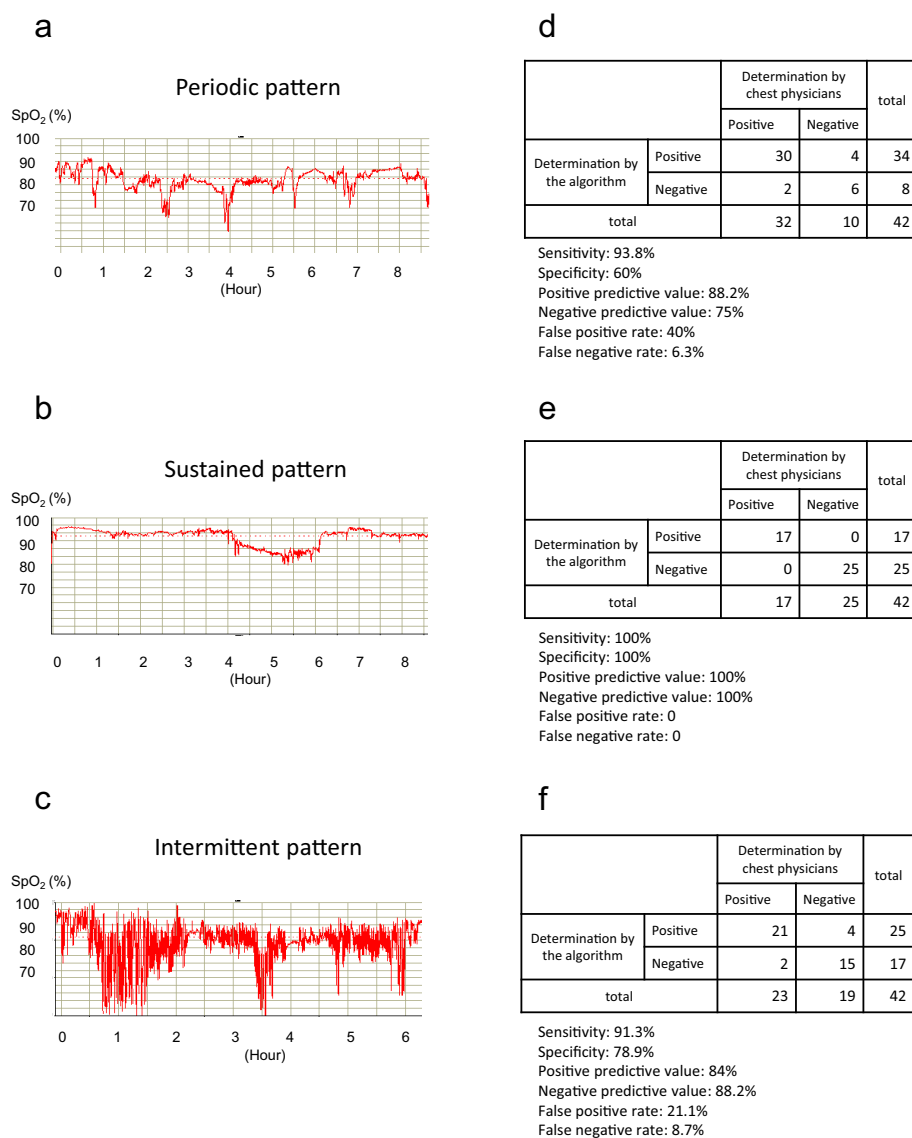 a
Periodic pattern
SpO₂ (%)
100
90
80
70
0 1 2 3 4 5 6 7 8
(Hour)
d
Determination by
chest physicians
total
Positive Negative
Determination by
the algorithm
Positive 30 4 34
Negative 2 6 8
total 32 10 42
Sensitivity: 93.8%
Specificity: 60%
Positive predictive value: 88.2%
Negative predictive value: 75%
False positive rate: 40%
False negative rate: 6.3%
b
Sustained pattern
SpO₂ (%)
100
90
80
70
0 1 2 3 4 5 6 7 8
(Hour)
e
Determination by
chest physicians
total
Positive Negative
Determination by
the algorithm
Positive 17 0 17
Negative 0 25 25
total 17 25 42
Sensitivity: 100%
Specificity: 100%
Positive predictive value: 100%
Negative predictive value: 100%
False positive rate: 0
False negative rate: 0
c
Intermittent pattern
SpO₂ (%)
100
90
80
70
0 1 2 3 4 5 6
(Hour)
f
Determination by
chest physicians
total
Positive Negative
Determination by
the algorithm
Positive 21 4 25
Negative 2 15 17
total 23 19 42
Sensitivity: 91.3%
Specificity: 78.9%
Positive predictive value: 84%
Negative predictive value: 88.2%
False positive rate: 21.1%
False negative rate: 8.7%